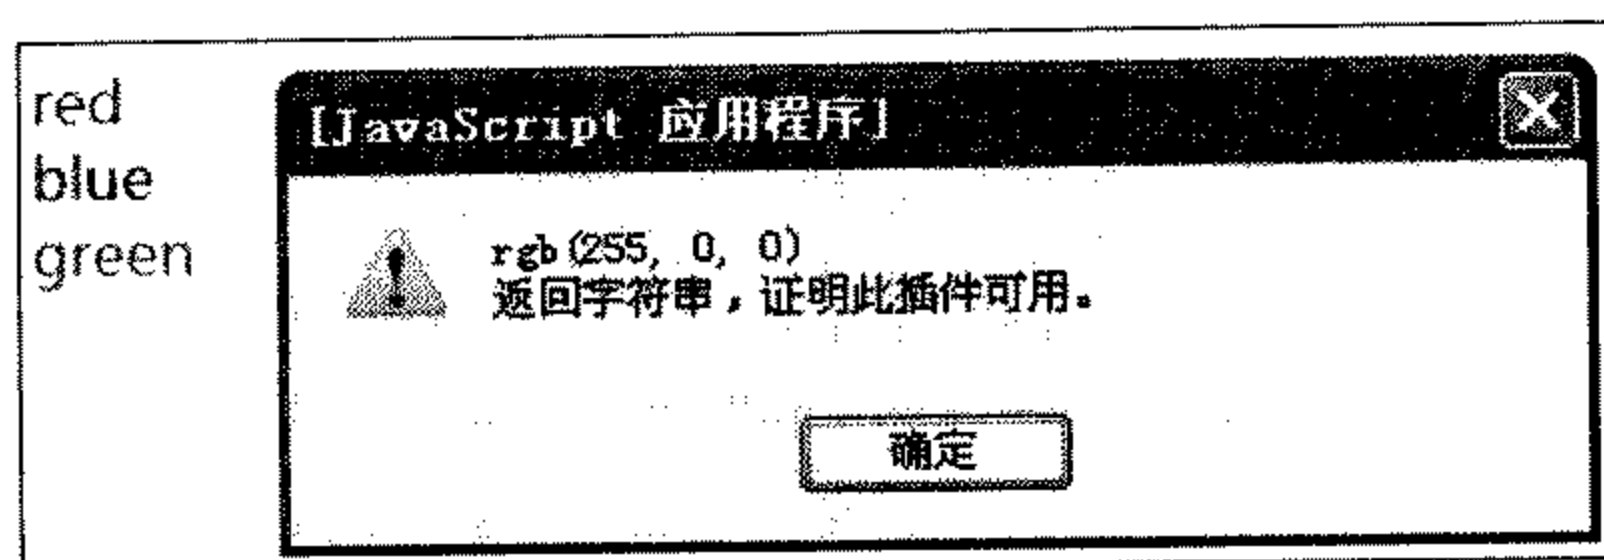 red
blue
green
[JavaScript 应用程序]
rgb(255, 0, 0)
返回字符串，证明此插件可用。
确定